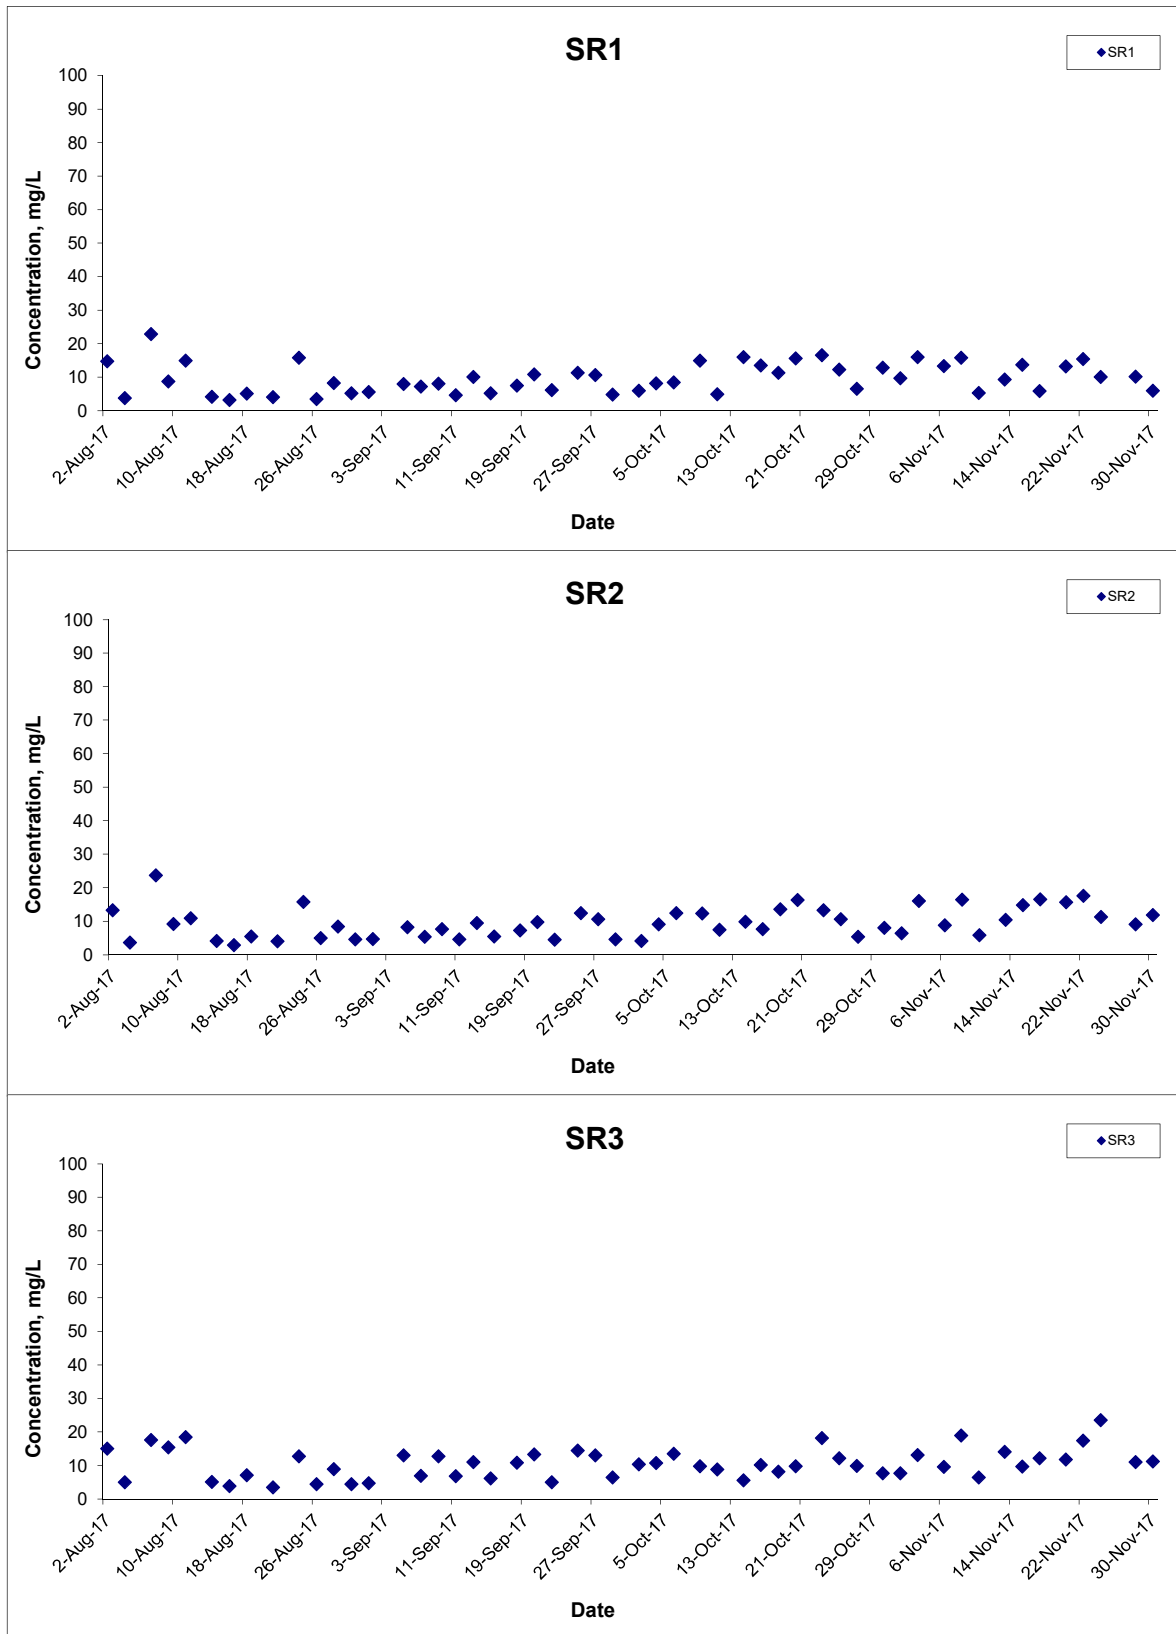 SR1
SR1
100
90
80
70
60
50
40
30
20
10
0
Concentration, mg/L
2-Aug-17
10-Aug-17
18-Aug-17
26-Aug-17
3-Sep-17
11-Sep-17
19-Sep-17
27-Sep-17
5-Oct-17
13-Oct-17
21-Oct-17
29-Oct-17
6-Nov-17
14-Nov-17
22-Nov-17
30-Nov-17
Date
SR2
SR2
100
90
80
70
60
50
40
30
20
10
0
Concentration, mg/L
2-Aug-17
10-Aug-17
18-Aug-17
26-Aug-17
3-Sep-17
11-Sep-17
19-Sep-17
27-Sep-17
5-Oct-17
13-Oct-17
21-Oct-17
29-Oct-17
6-Nov-17
14-Nov-17
22-Nov-17
30-Nov-17
Date
SR3
SR3
100
90
80
70
60
50
40
30
20
10
0
Concentration, mg/L
2-Aug-17
10-Aug-17
18-Aug-17
26-Aug-17
3-Sep-17
11-Sep-17
19-Sep-17
27-Sep-17
5-Oct-17
13-Oct-17
21-Oct-17
29-Oct-17
6-Nov-17
14-Nov-17
22-Nov-17
30-Nov-17
Date